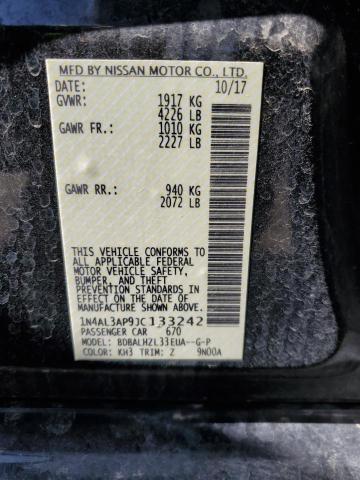 MFD BY NISSAN MOTOR CO., LTD.
DATE: 10/17
GVWR: 1917 KG
4226 LB
GAWR FR.: 1010 KG
2227 LB
GAWR RR.: 940 KG
2072 LB
THIS VEHICLE CONFORMS TO
ALL APPLICABLE FEDERAL
MOTOR VEHICLE SAFETY,
BUMPER, AND THEFT
PREVENTION STANDARDS
IN EFFECT ON THE DATE
OF MANUFACTURE
SHOWN ABOVE.
1N4AL3AP9JC133242
PASSENGER CAR 670
MODEL: BDBALHZL33EUA--G-P
COLOR: KH3 TRIM: Z 9N00A